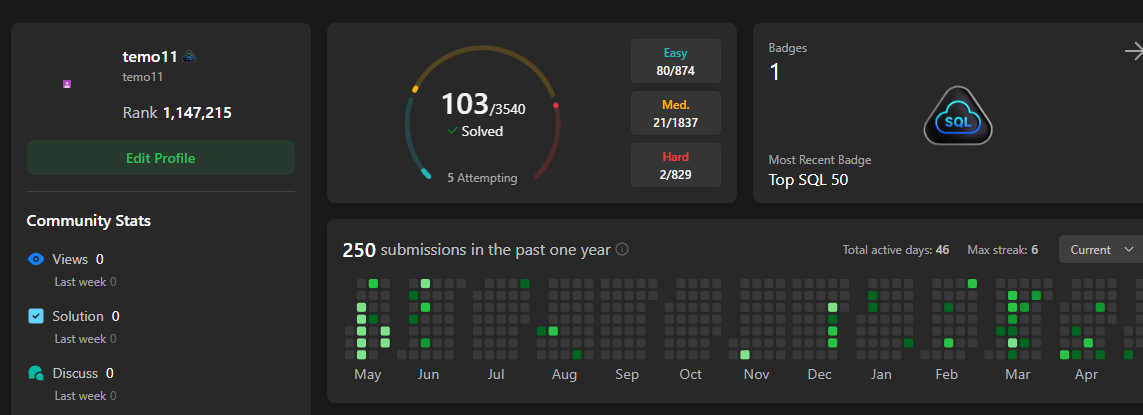 temo11
temo11
Rank 1,147,215
Edit Profile
Community Stats
Views 0
Last week 0
Solution 0
Last week 0
Discuss 0
Last week 0
103/3540
Solved
5 Attempting
Easy
80/874
Med.
21/1837
Hard
2/829
Badges
1
SQL
Most Recent Badge
Top SQL 50
250 submissions in the past one year
Total active days: 46
Max streak: 6
Current
May Jun Jul Aug Sep Oct Nov Dec Jan Feb Mar Apr